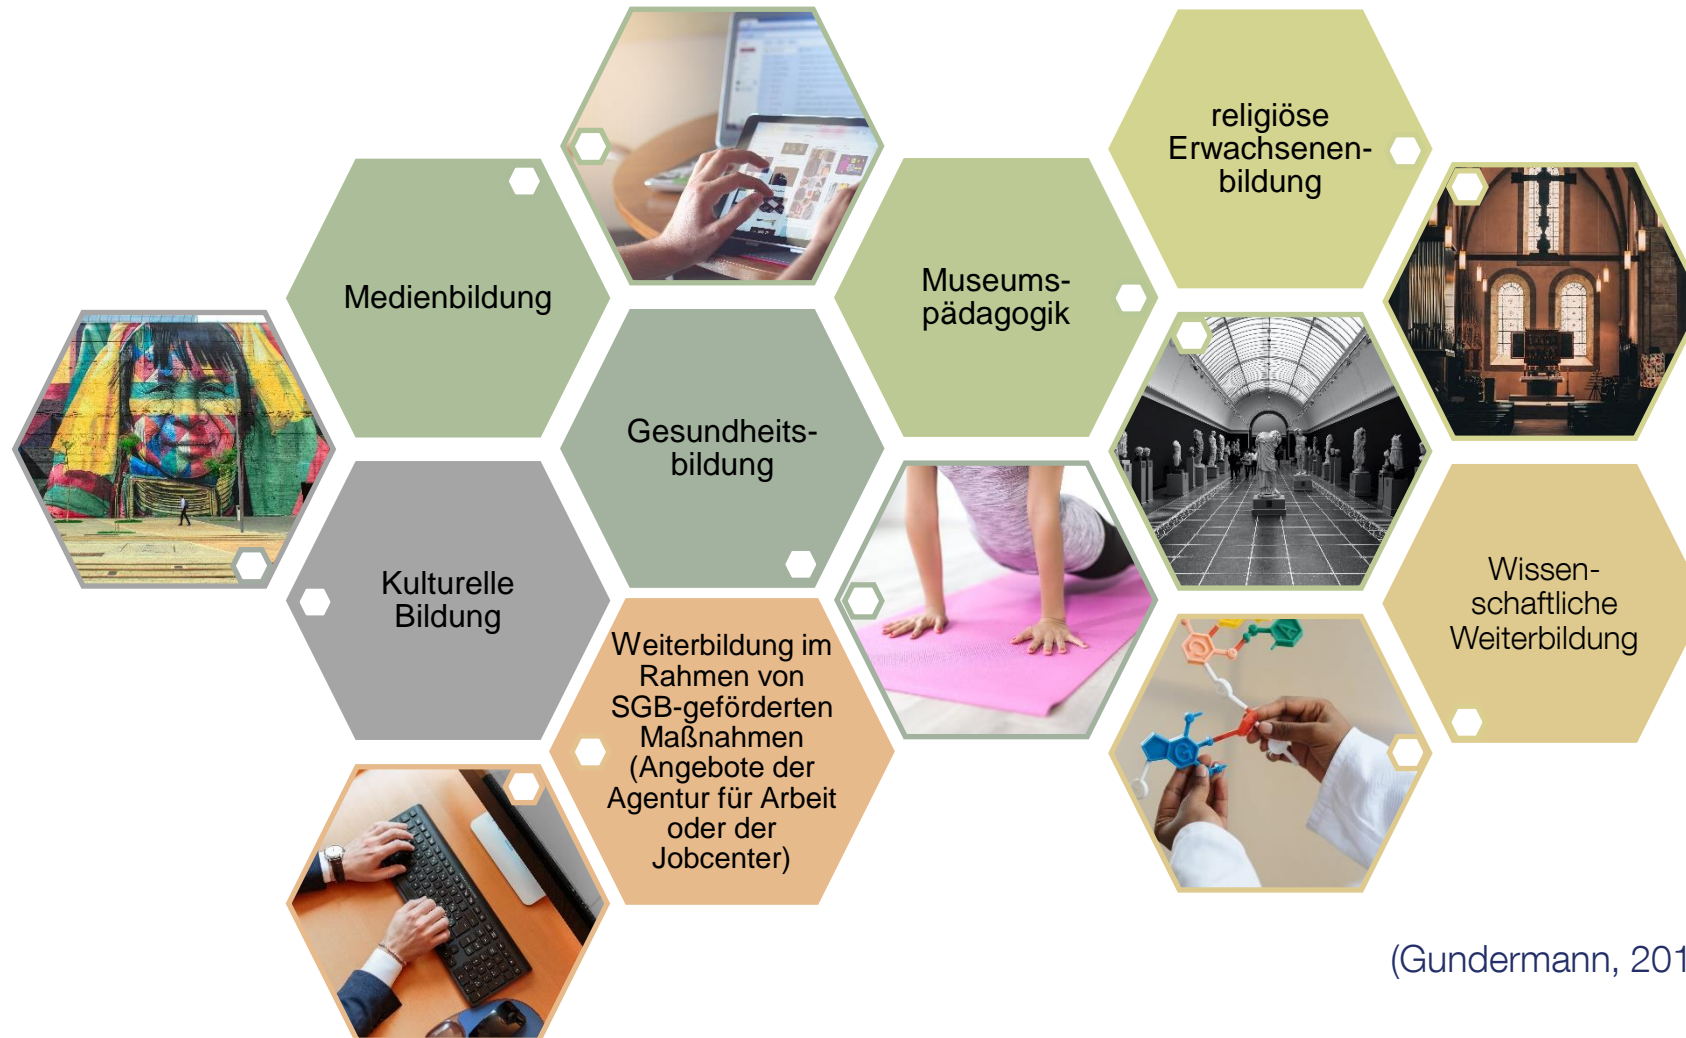 religiöse
Erwachsenen-
bildung
Medienbildung
Museums-
pädagogik
Gesundheits-
bildung
Kulturelle
Bildung
Wissen-
schaftliche
Weiterbildung
Weiterbildung im
Rahmen von
SGB-geförderten
Maßnahmen
(Angebote der
Agentur für Arbeit
oder der
Jobcenter)
(Gundermann, 201